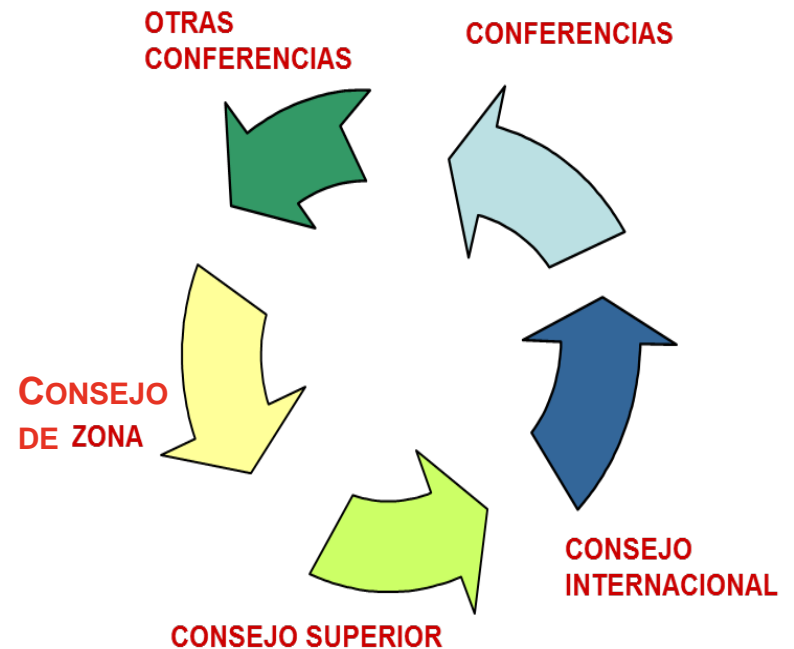 OTRAS
CONFERENCIAS
CONFERENCIAS
CONSEJO
DE ZONA
CONSEJO
INTERNACIONAL
CONSEJO SUPERIOR